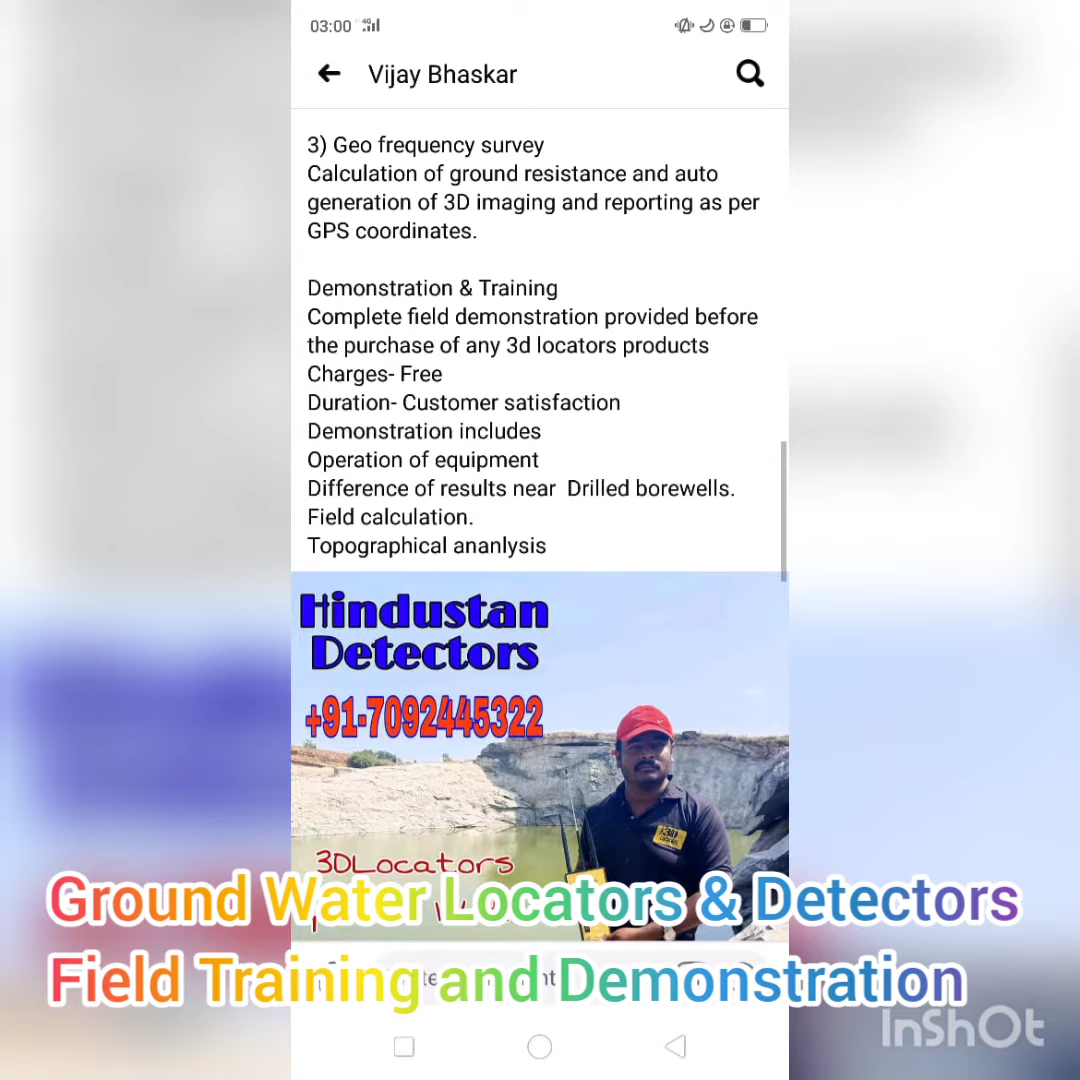 03:00 4G
Vijay Bhaskar
3) Geo frequency survey
Calculation of ground resistance and auto
generation of 3D imaging and reporting as per
GPS coordinates.
Demonstration & Training
Complete field demonstration provided before
the purchase of any 3d locators products
Charges- Free
Duration- Customer satisfaction
Demonstration includes
Operation of equipment
Difference of results near Drilled borewells.
Field calculation.
Topographical ananlysis
Hindustan
Detectors
+91-7092445322
3D
3DLocators
Ground Water Locators & Detectors
Field Training and Demonstration
InShOt